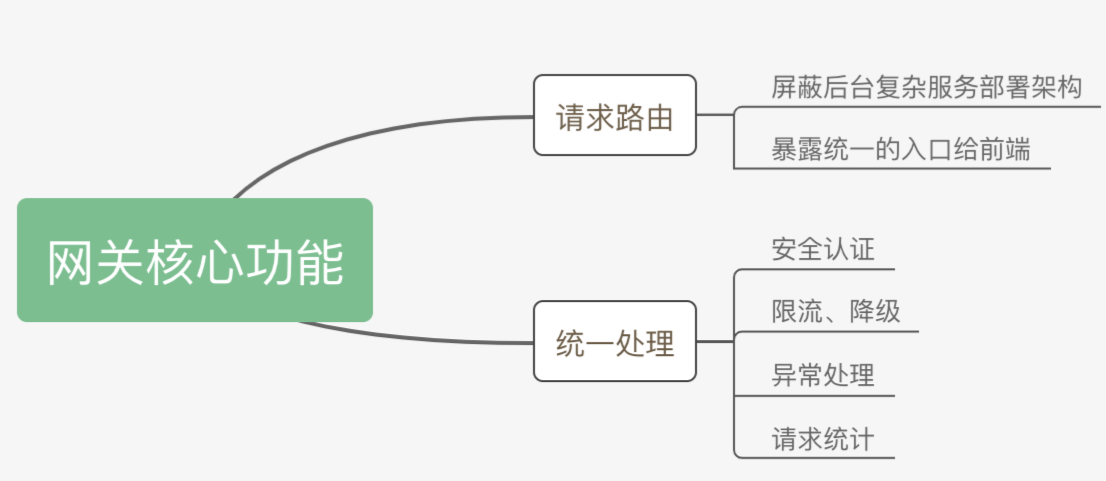 网关核心功能
请求路由
屏蔽后台复杂服务部署架构
暴露统一的入口给前端
统一处理
安全认证
限流、降级
异常处理
请求统计